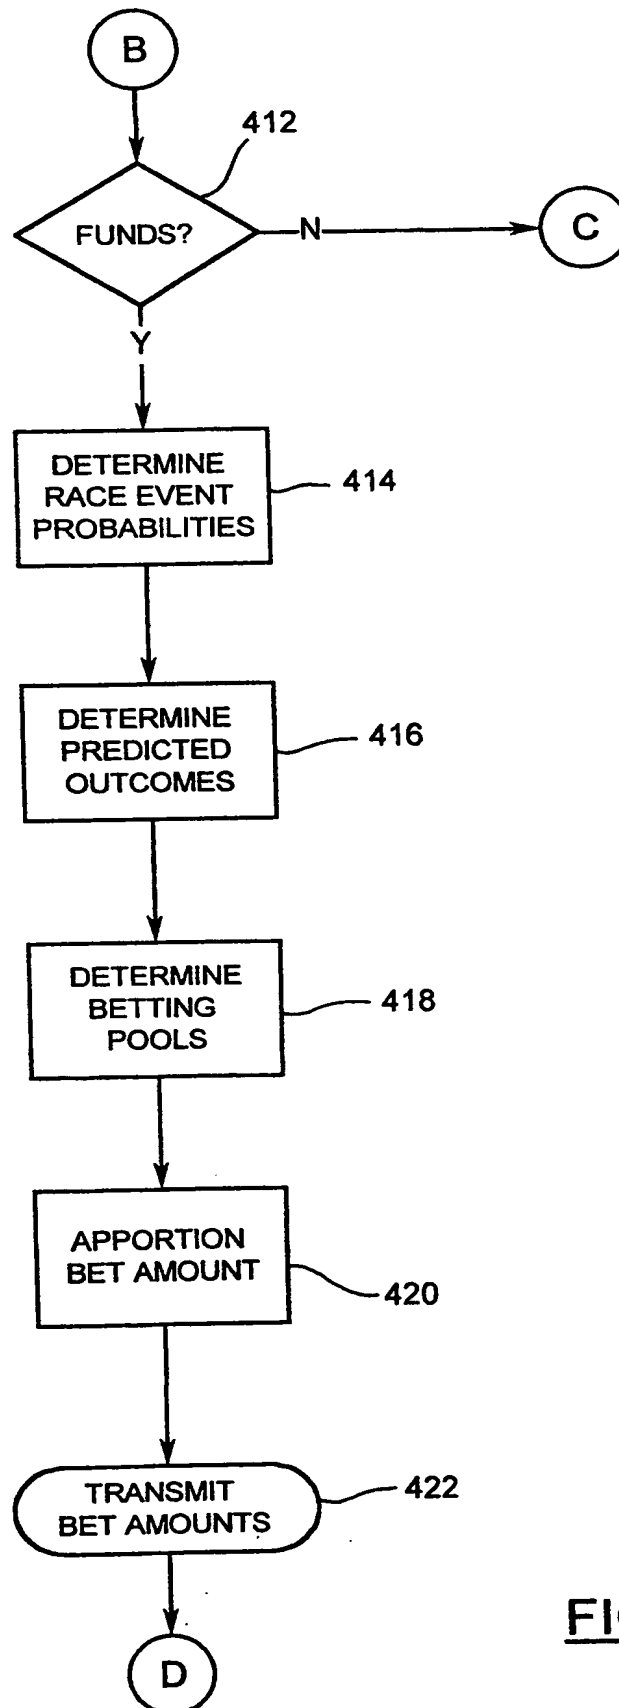 B
412
FUNDS?
N
C
Y
DETERMINE
RACE EVENT
PROBABILITIES
414
DETERMINE
PREDICTED
OUTCOMES
416
DETERMINE
BETTING
POOLS
418
APPORTION
BET AMOUNT
420
TRANSMIT
BET AMOUNTS
422
D